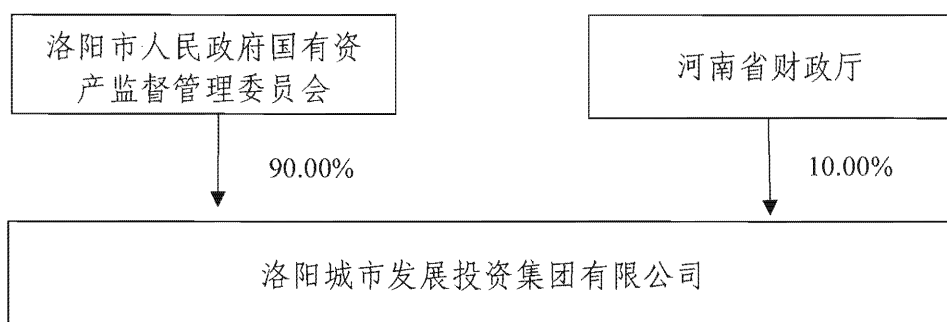 洛阳市人民政府国有资
产监督管理委员会
河南省财政厅
90.00%
10.00%
洛阳城市发展投资集团有限公司